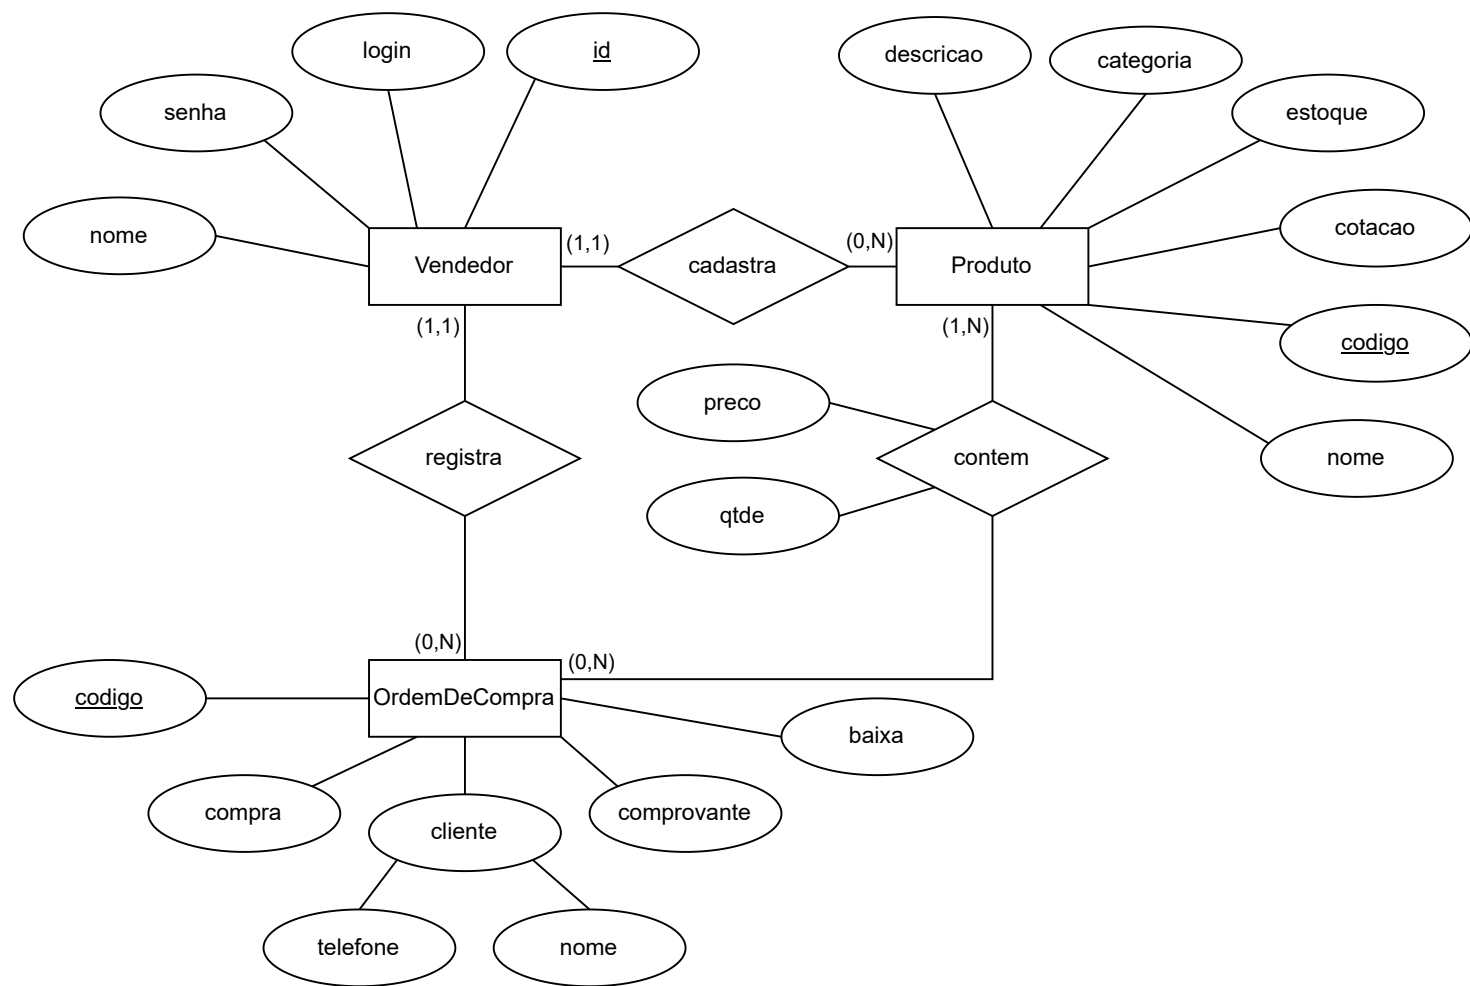 login
id
descricao
categoria
senha
estoque
nome
cotacao
Vendedor
(1,1)
cadastra
(0,N)
Produto
(1,1)
(1,N)
codigo
preco
registra
contem
nome
qtde
(0,N)
(0,N)
codigo
OrdemDeCompra
baixa
compra
cliente
comprovante
telefone
nome